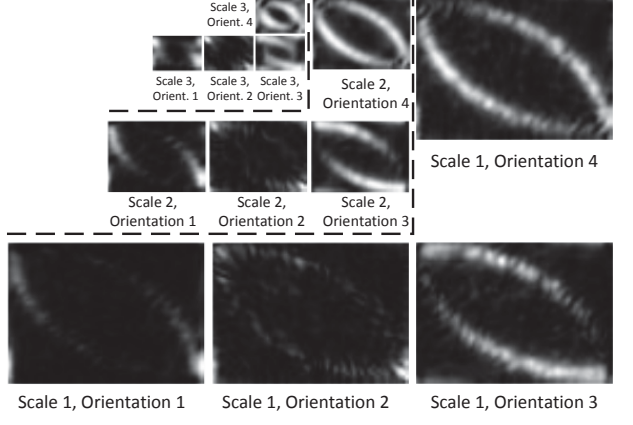 Scale 3,
Orient. 4
Scale 3,
Orient. 1
Scale 3,
Orient. 2
Scale 3,
Orient. 3
Scale 2,
Orientation 4
Scale 1, Orientation 4
Scale 2,
Orientation 1
Scale 2,
Orientation 2
Scale 2,
Orientation 3
Scale 1, Orientation 1
Scale 1, Orientation 2
Scale 1, Orientation 3